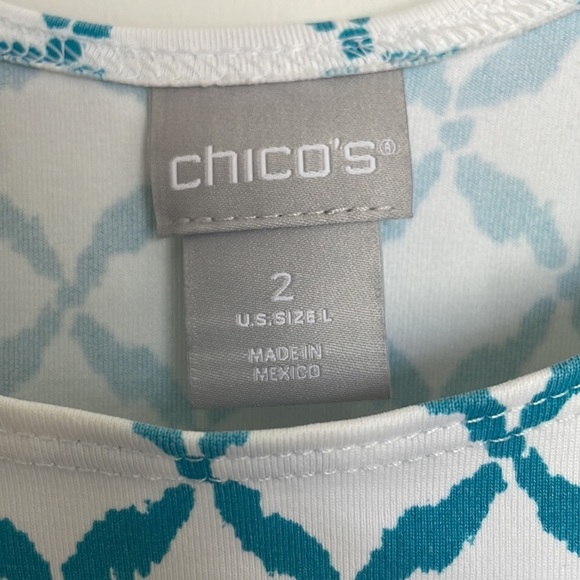 chico's®
2
U.S. SIZE L
MADE IN
MEXICO